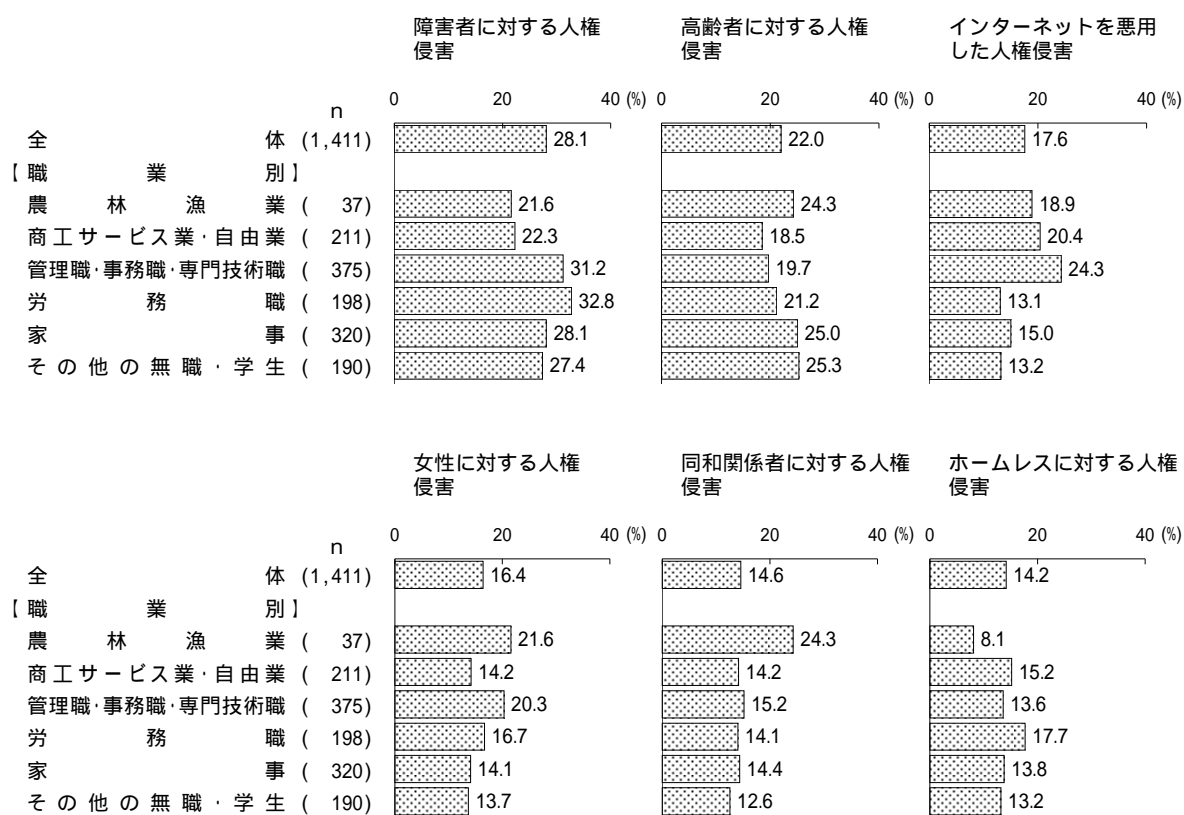 障害者に対する人権
侵害
高齢者に対する人権
侵害
インターネットを悪用
した人権侵害
n 0 20 40 (%) 0 20 40 (%) 0 20 40 (%)
全体 (1,411) 28.1 22.0 17.6
【職業別】
農林漁業 ( 37) 21.6 24.3 18.9
商工サービス業・自由業 ( 211) 22.3 18.5 20.4
管理職・事務職・専門技術職 ( 375) 31.2 19.7 24.3
労務職 ( 198) 32.8 21.2 13.1
家事 ( 320) 28.1 25.0 15.0
その他の無職・学生 ( 190) 27.4 25.3 13.2
女性に対する人権
侵害
同和関係者に対する人権
侵害
ホームレスに対する人権
侵害
n 0 20 40 (%) 0 20 40 (%) 0 20 40 (%)
全体 (1,411) 16.4 14.6 14.2
【職業別】
農林漁業 ( 37) 21.6 24.3 8.1
商工サービス業・自由業 ( 211) 14.2 14.2 15.2
管理職・事務職・専門技術職 ( 375) 20.3 15.2 13.6
労務職 ( 198) 16.7 14.1 17.7
家事 ( 320) 14.1 14.4 13.8
その他の無職・学生 ( 190) 13.7 12.6 13.2